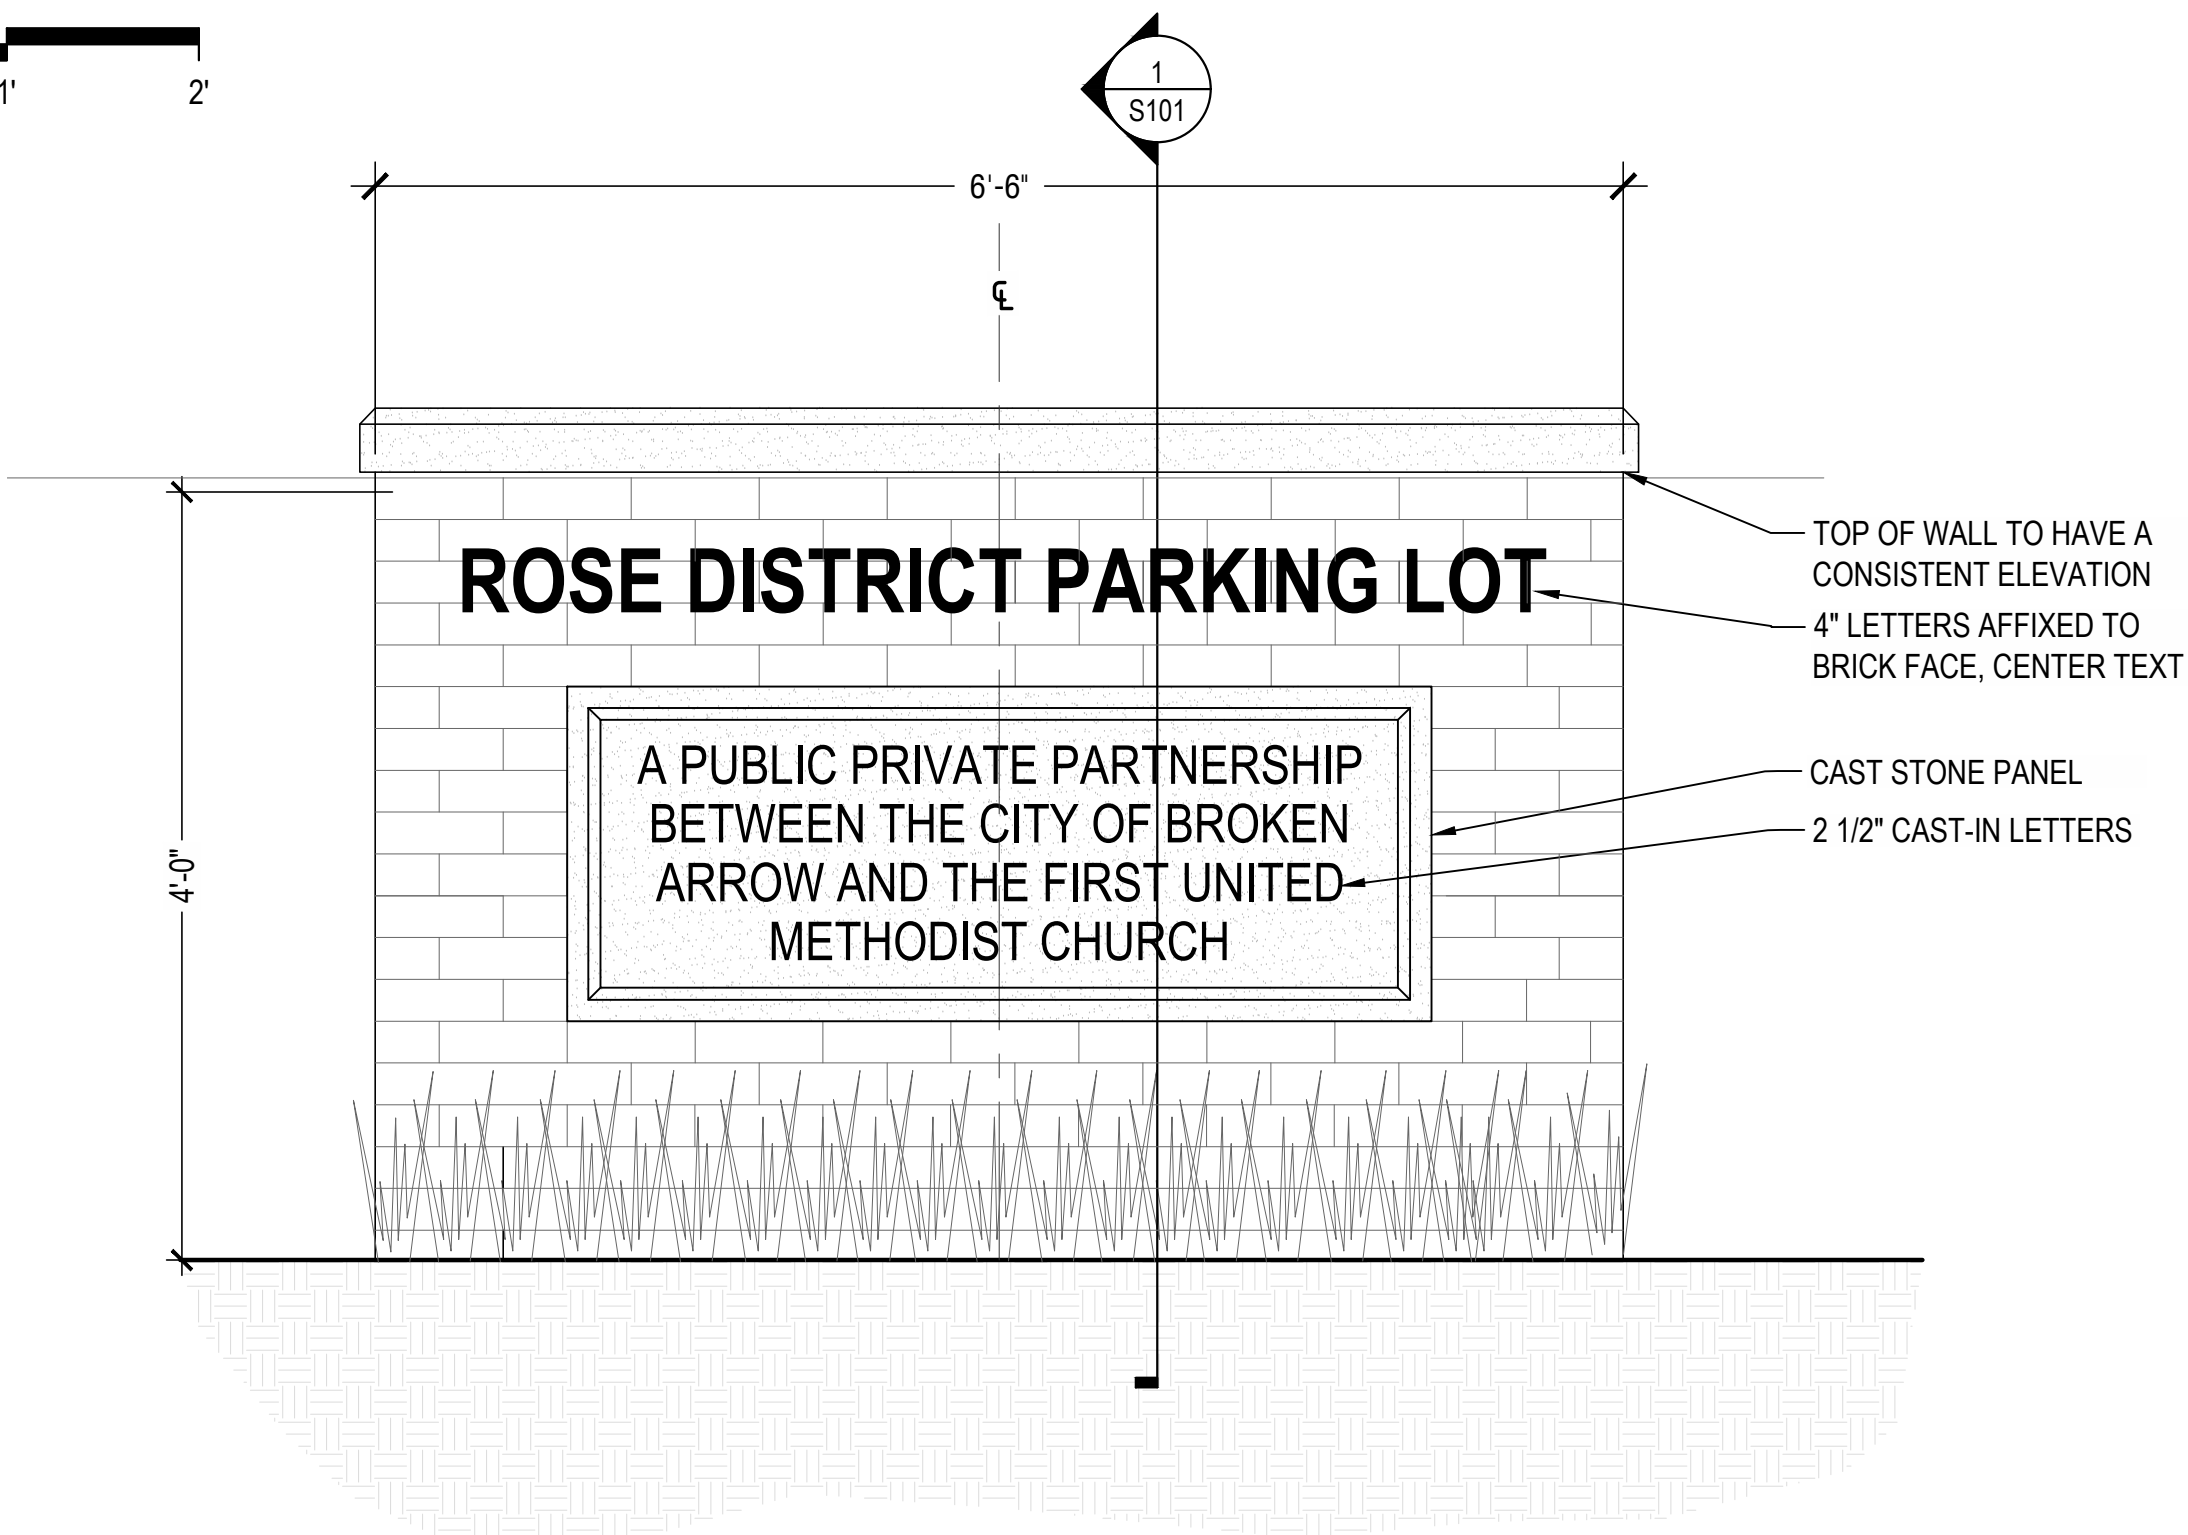 1'
2'
1
S101
6'-6"
℄
TOP OF WALL TO HAVE A
CONSISTENT ELEVATION
ROSE DISTRICT PARKING LOT
4" LETTERS AFFIXED TO
BRICK FACE, CENTER TEXT
A PUBLIC PRIVATE PARTNERSHIP
BETWEEN THE CITY OF BROKEN
ARROW AND THE FIRST UNITED
METHODIST CHURCH
CAST STONE PANEL
2 1/2" CAST-IN LETTERS
4'-0"